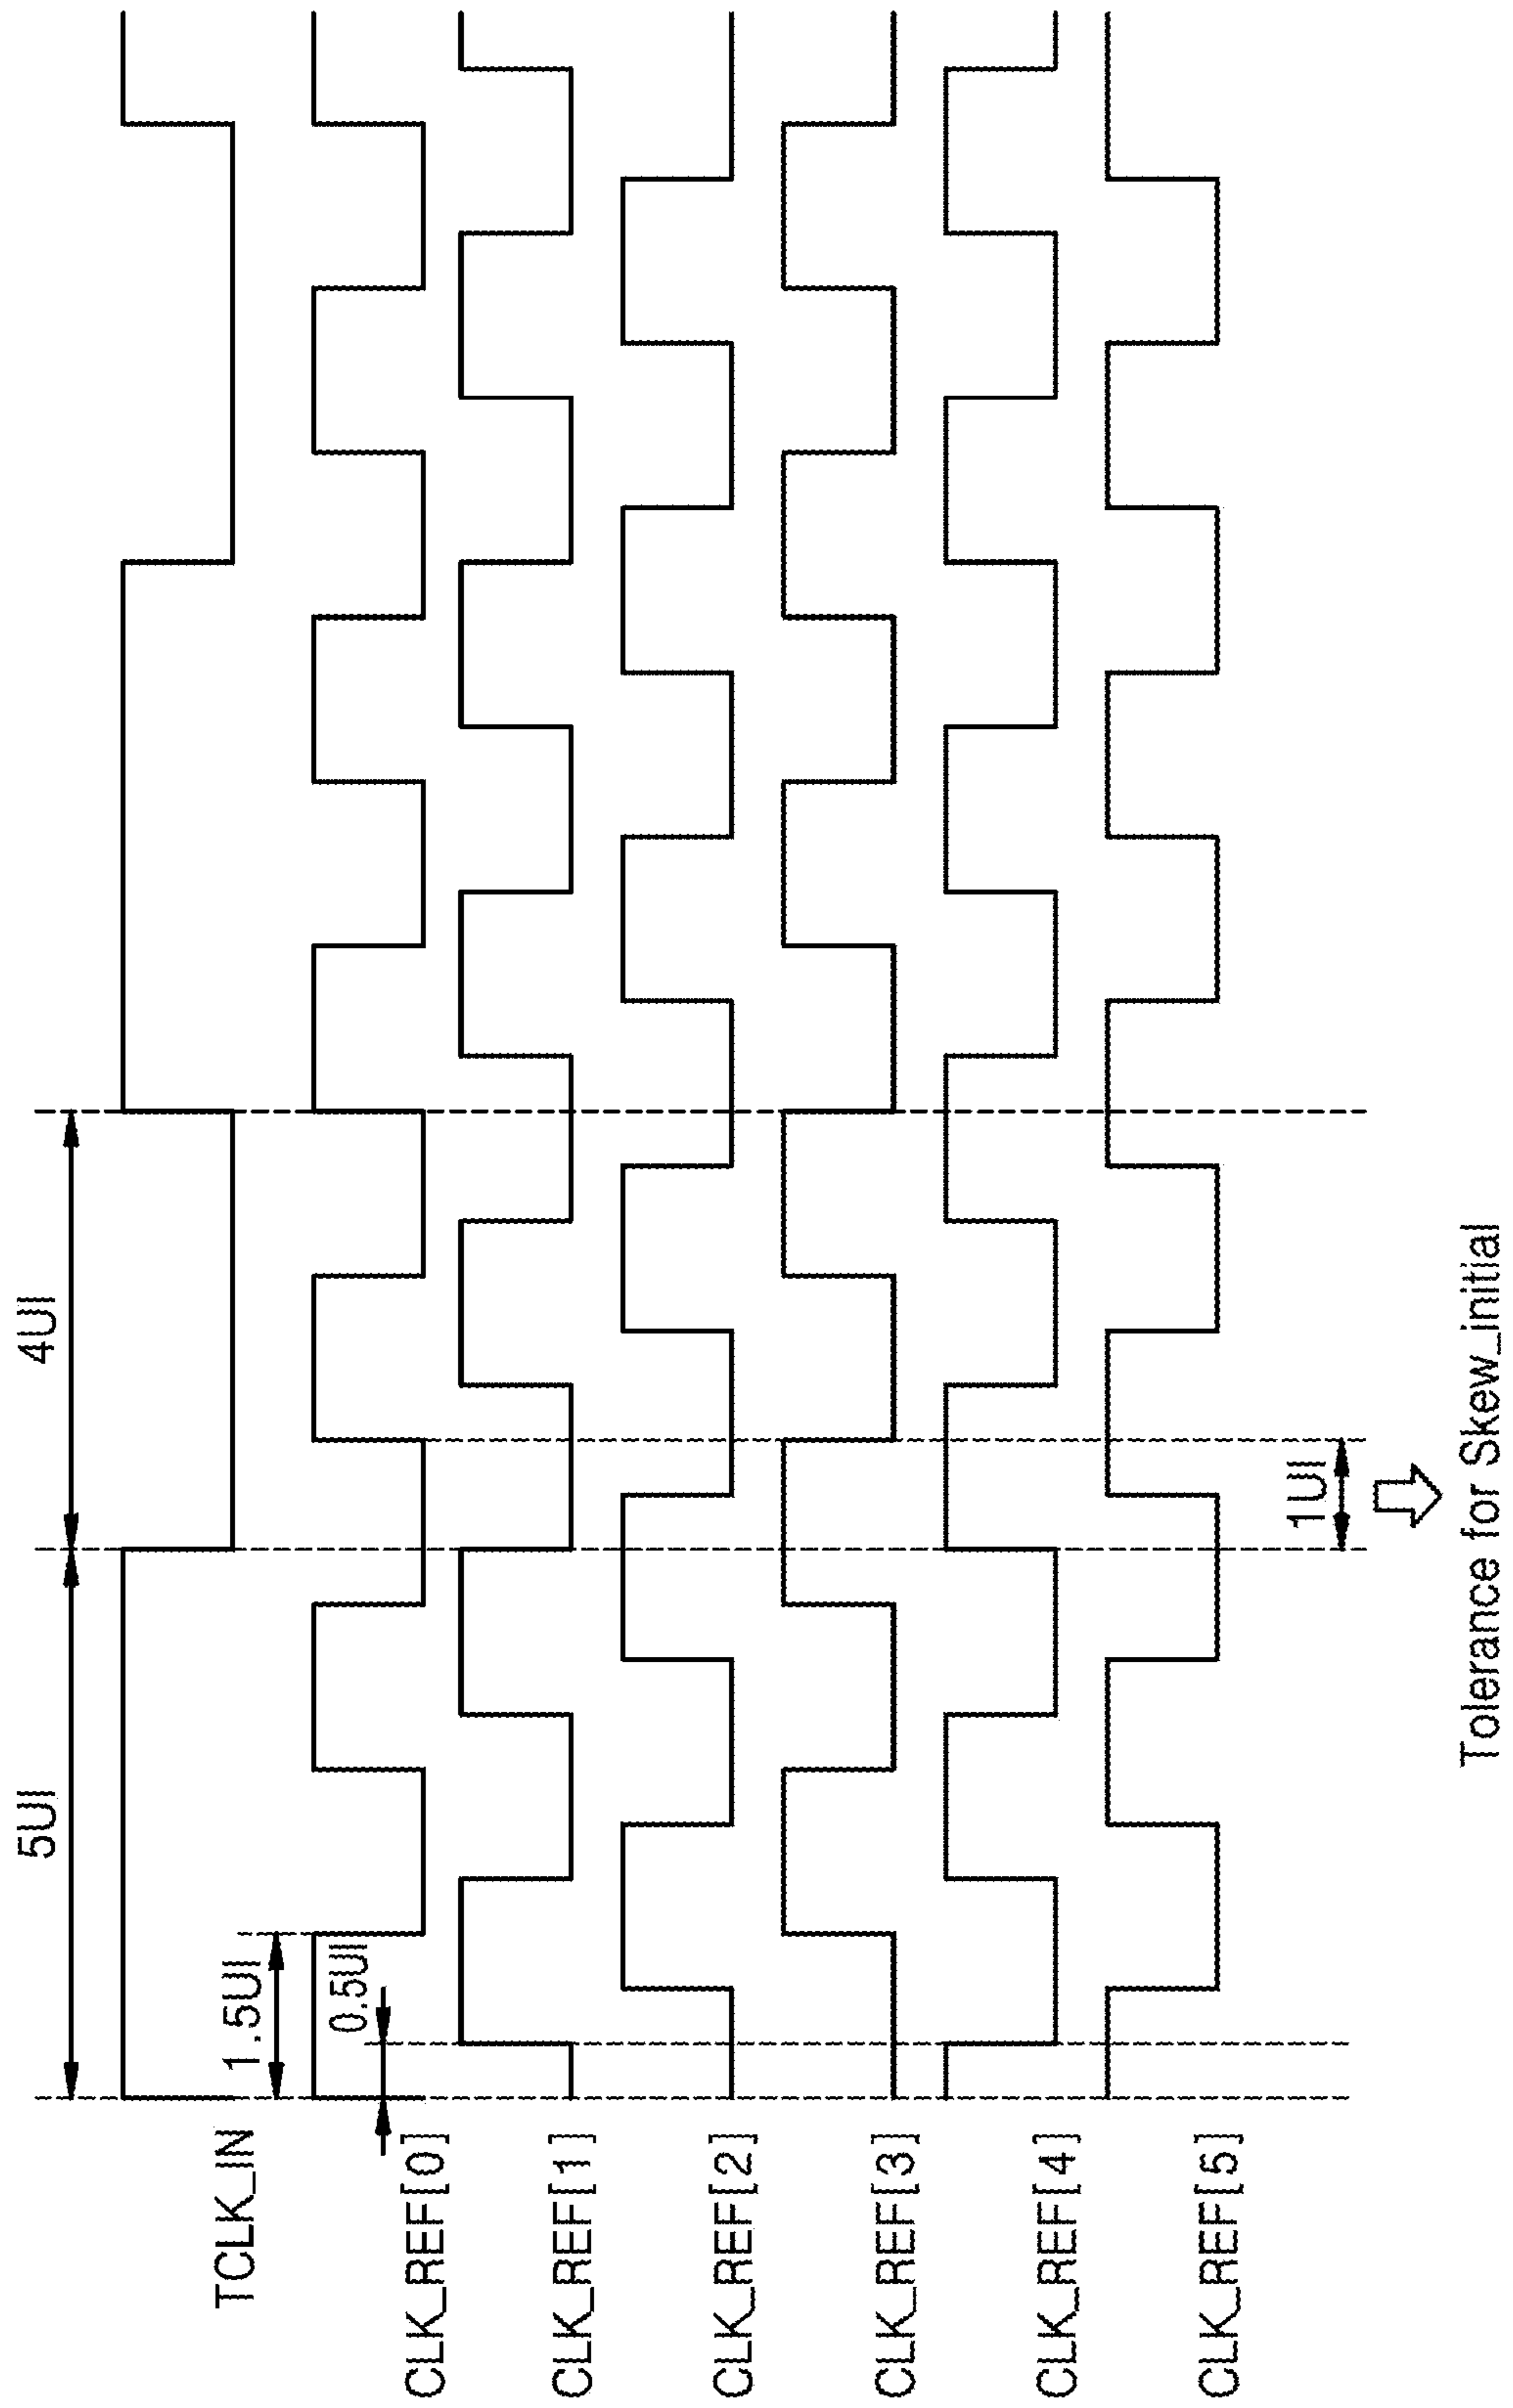 5UI
4UI
TCLK_IN
1.5UI
CLK_REF[0]
0.5UI
CLK_REF[1]
CLK_REF[2]
CLK_REF[3]
CLK_REF[4]
CLK_REF[5]
1UI
Tolerance for Skew_initial